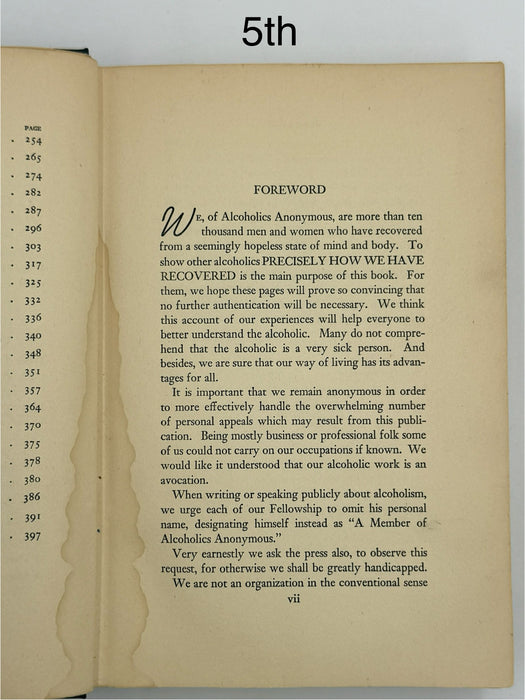 5th
PAGE
. 254
. 265
. 274
. 282
. 287
. 296
. 303
. 317
. 325
. 332
. 336
. 340
. 348
. 351
. 357
. 364
. 370
. 375
. 378
. 380
. 386
. 391
. 397
FOREWORD
WE, of Alcoholics Anonymous, are more than ten
thousand men and women who have recovered
from a seemingly hopeless state of mind and body. To
show other alcoholics PRECISELY HOW WE HAVE
RECOVERED is the main purpose of this book. For
them, we hope these pages will prove so convincing that
no further authentication will be necessary. We think
this account of our experiences will help everyone to
better understand the alcoholic. Many do not compre-
hend that the alcoholic is a very sick person. And
besides, we are sure that our way of living has its advan-
tages for all.
It is important that we remain anonymous in order
to more effectively handle the overwhelming number
of personal appeals which may result from this publi-
cation. Being mostly business or professional folk some
of us could not carry on our occupations if known. We
would like it understood that our alcoholic work is an
avocation.
When writing or speaking publicly about alcoholism,
we urge each of our Fellowship to omit his personal
name, designating himself instead as “A Member of
Alcoholics Anonymous.”
Very earnestly we ask the press also, to observe this
request, for otherwise we shall be greatly handicapped.
We are not an organization in the conventional sense
vii